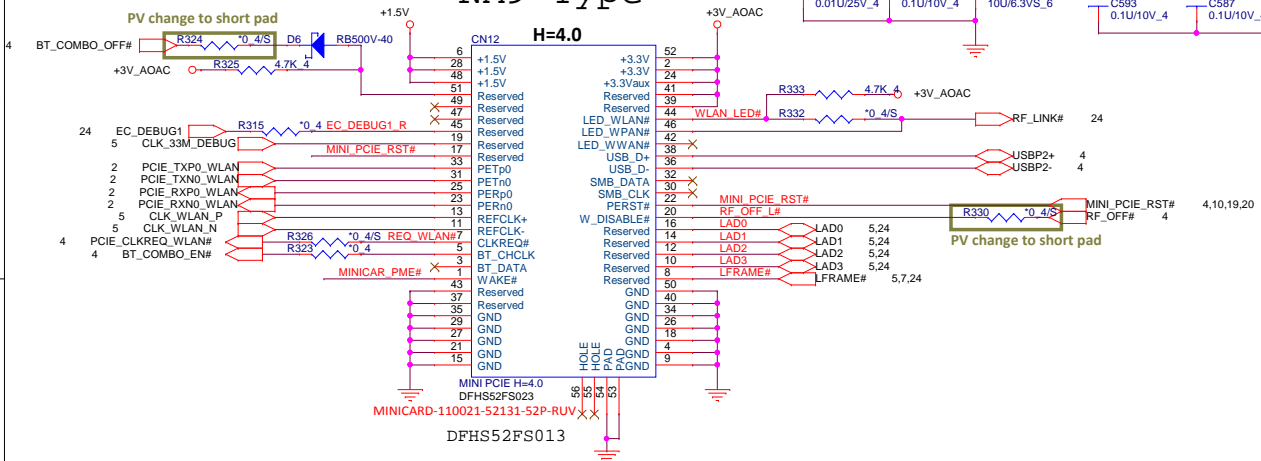 NA9 Type
PV change to short pad
4 BT_COMBO_OFF# R324 *0_4/S D6 RB500V-40
+3V_AOAC R325 4.7K_4
+1.5V
+3V_AOAC
0.01U/25V_4 0.1U/10V_4 10U/6.3VS_6
C593 0.1U/10V_4
C587 0.1U/10V_4
CN12 H=4.0
6 +1.5V +3.3V 52
28 +1.5V +3.3V 2
48 +1.5V +3.3Vaux 24
51 Reserved Reserved 41
49 Reserved Reserved 39
47 Reserved LED_WLAN# 44 WLAN_LED#
R333 4.7K_4 +3V_AOAC
R332 *0_4/S RF_LINK# 24
24 EC_DEBUG1 R315 *0_4 EC_DEBUG1_R 45 Reserved LED_WPAN# 46
5 CLK_33M_DEBUG 19 Reserved LED_WWAN# 42
MINI_PCIE_RST# 17 Reserved USB_D+ 38 USBP2+ 4
2 PCIE_TXP0_WLAN 33 PETp0 USB_D- 36 USBP2- 4
2 PCIE_TXN0_WLAN 31 PETn0 SMB_DATA 32
2 PCIE_RXP0_WLAN 25 PERp0 SMB_CLK 30
2 PCIE_RXN0_WLAN 23 PERn0 PERST# 22 MINI_PCIE_RST# MINI_PCIE_RST# 4,10,19,20
5 CLK_WLAN_P 13 REFCLK+ W_DISABLE# 20 RF_OFF_L# R330 *0_4/S RF_OFF# 4
PV change to short pad
5 CLK_WLAN_N 11 REFCLK- Reserved 16 LAD0 LAD0 5,24
4 PCIE_CLKREQ_WLAN# R326 *0_4/S REQ_WLAN# 7 CLKREQ# Reserved 14 LAD1 LAD1 5,24
4 BT_COMBO_EN# R323 *0_4 5 BT_CHCLK Reserved 12 LAD2 LAD2 5,24
3 BT_DATA Reserved 10 LAD3 LAD3 5,24
MINICAR_PME# 1 WAKE# Reserved 8 LFRAME# LFRAME# 5,7,24
43 Reserved GND 50
37 Reserved GND 40
35 GND GND 34
29 GND GND 26
27 GND GND 18
21 GND GND 4
15 GND GND 9
HOLE HOLE PAD PAD
56 55 54 53
MINI PCIE H=4.0
DFHS52FS023
MINICARD-110021-52131-52P-RUV
DFHS52FS013